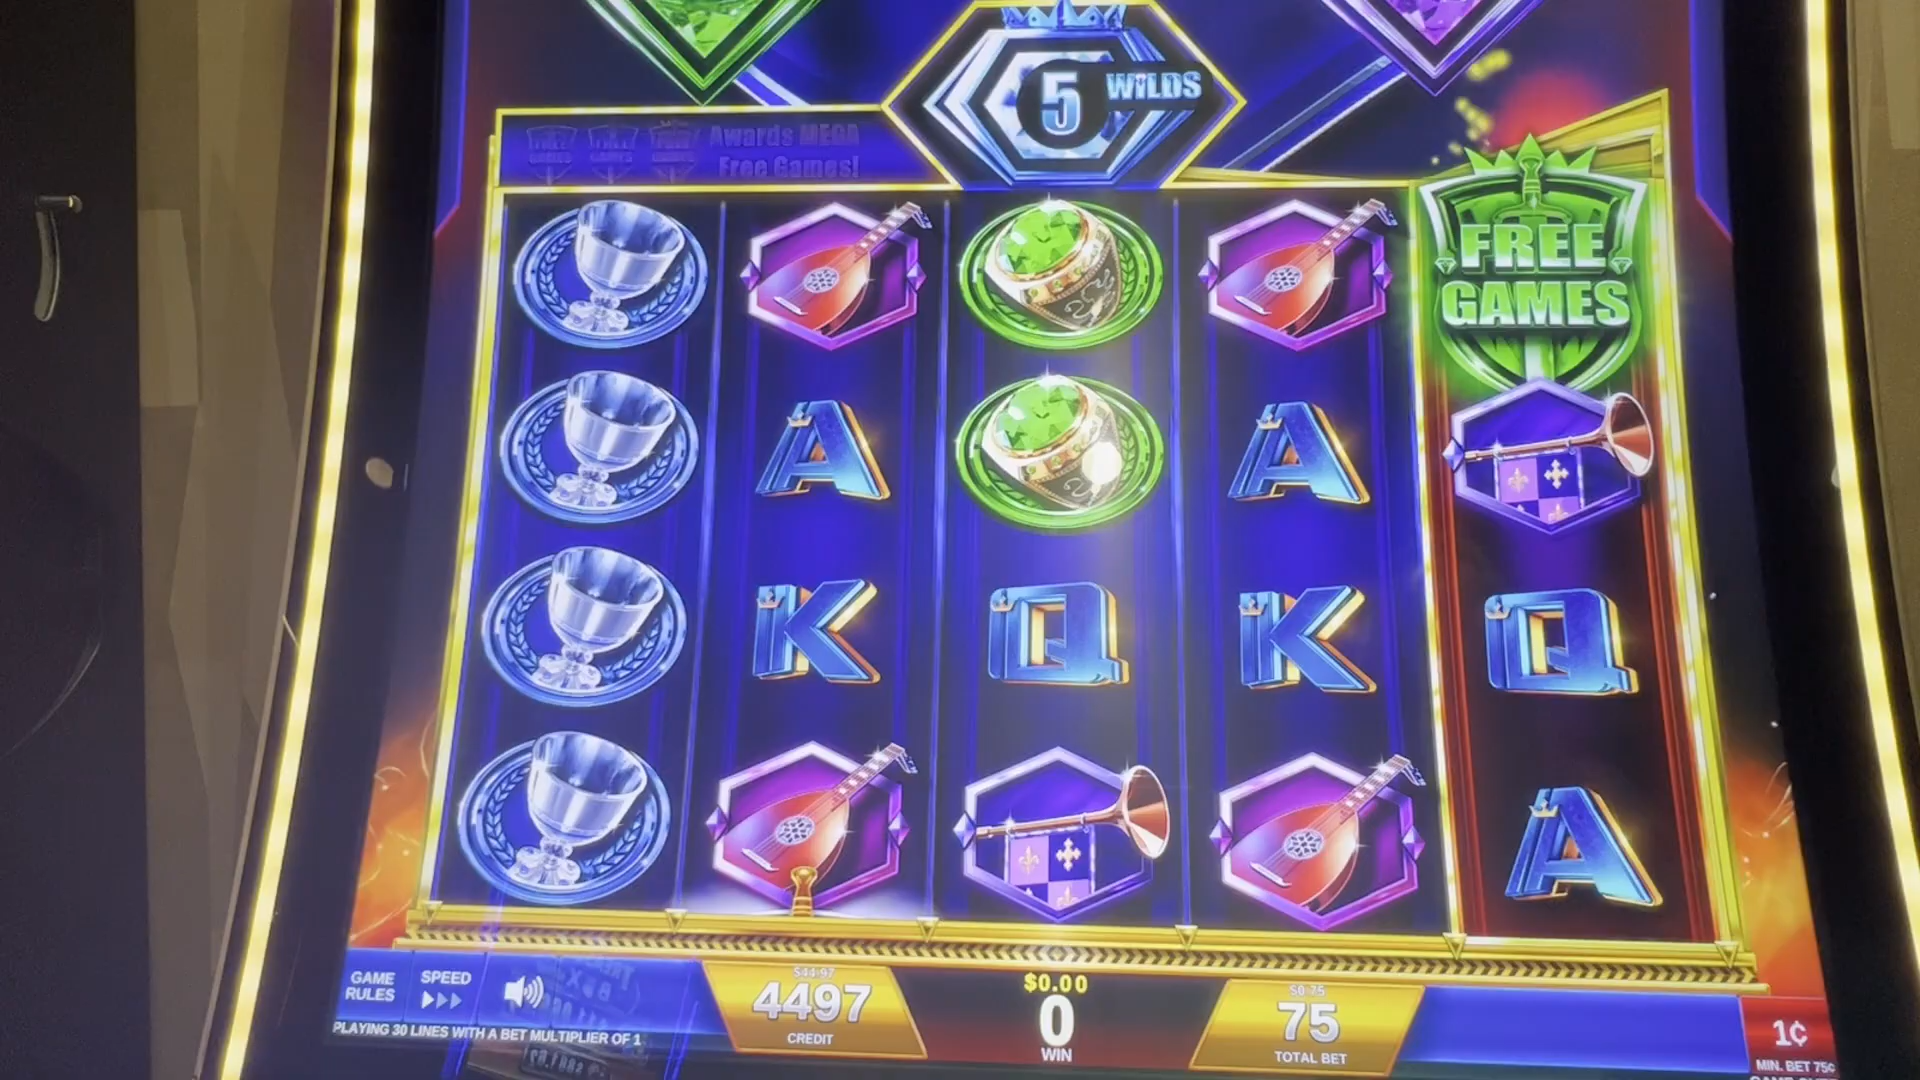 5 WILDS
Awards MEGA
Free Games!
FREE
GAMES
A
A
K
Q
K
Q
A
GAME
RULES
SPEED
$44.97
4497
CREDIT
$0.00
0
WIN
$0.75
75
TOTAL BET
1¢
MIN. BET 75¢
PLAYING 30 LINES WITH A BET MULTIPLIER OF 1